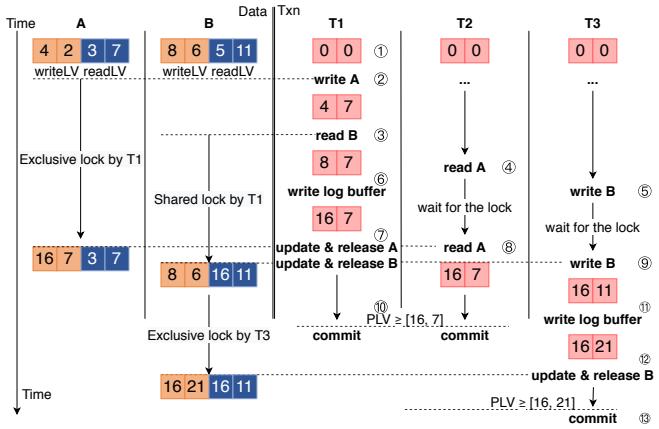 Data Txn
Time A B T1 T2 T3
4 2 3 7 8 6 5 11 0 0 ① 0 0 0 0
writeLV readLV writeLV readLV
write A ② ... ...
4 7
read B ③
Exclusive lock by T1 8 7 read A ④
⑥
Shared lock by T1 write log buffer write B ⑤
16 7 wait for the lock
⑦ wait for the lock
update & release A read A ⑧
16 7 3 7 8 6 16 11 update & release B 16 7 write B ⑨
16 11
⑩ ⑪
PLV ≥ [16, 7] write log buffer
Exclusive lock by T3 commit commit
16 21
⑫
16 21 16 11 update & release B
Time
PLV ≥ [16, 21]
commit ⑬